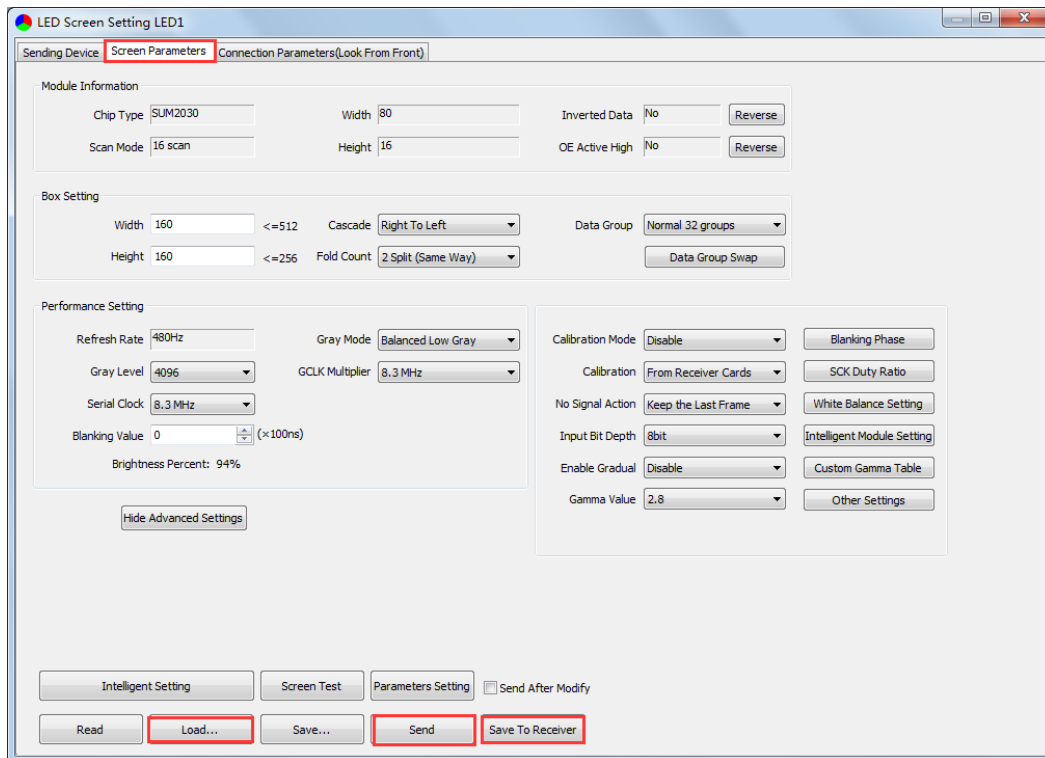 LED Screen Setting LED1
Sending Device Screen Parameters Connection Parameters(Look From Front)
Module Information
Chip Type SUM2030 Width 80 Inverted Data No Reverse
Scan Mode 16 scan Height 16 OE Active High No Reverse
Box Setting
Width 160 <=512 Cascade Right To Left Data Group Normal 32 groups
Height 160 <=256 Fold Count 2 Split (Same Way) Data Group Swap
Performance Setting
Refresh Rate 480Hz Gray Mode Balanced Low Gray Calibration Mode Disable Blanking Phase
Gray Level 4096 GCLK Multiplier 8.3 MHz Calibration From Receiver Cards SCK Duty Ratio
Serial Clock 8.3 MHz No Signal Action Keep the Last Frame White Balance Setting
Blanking Value 0 (×100ns) Input Bit Depth 8bit Intelligent Module Setting
Brightness Percent: 94% Enable Gradual Disable Custom Gamma Table
Gamma Value 2.8 Other Settings
Hide Advanced Settings
Intelligent Setting Screen Test Parameters Setting Send After Modify
Read Load... Save... Send Save To Receiver